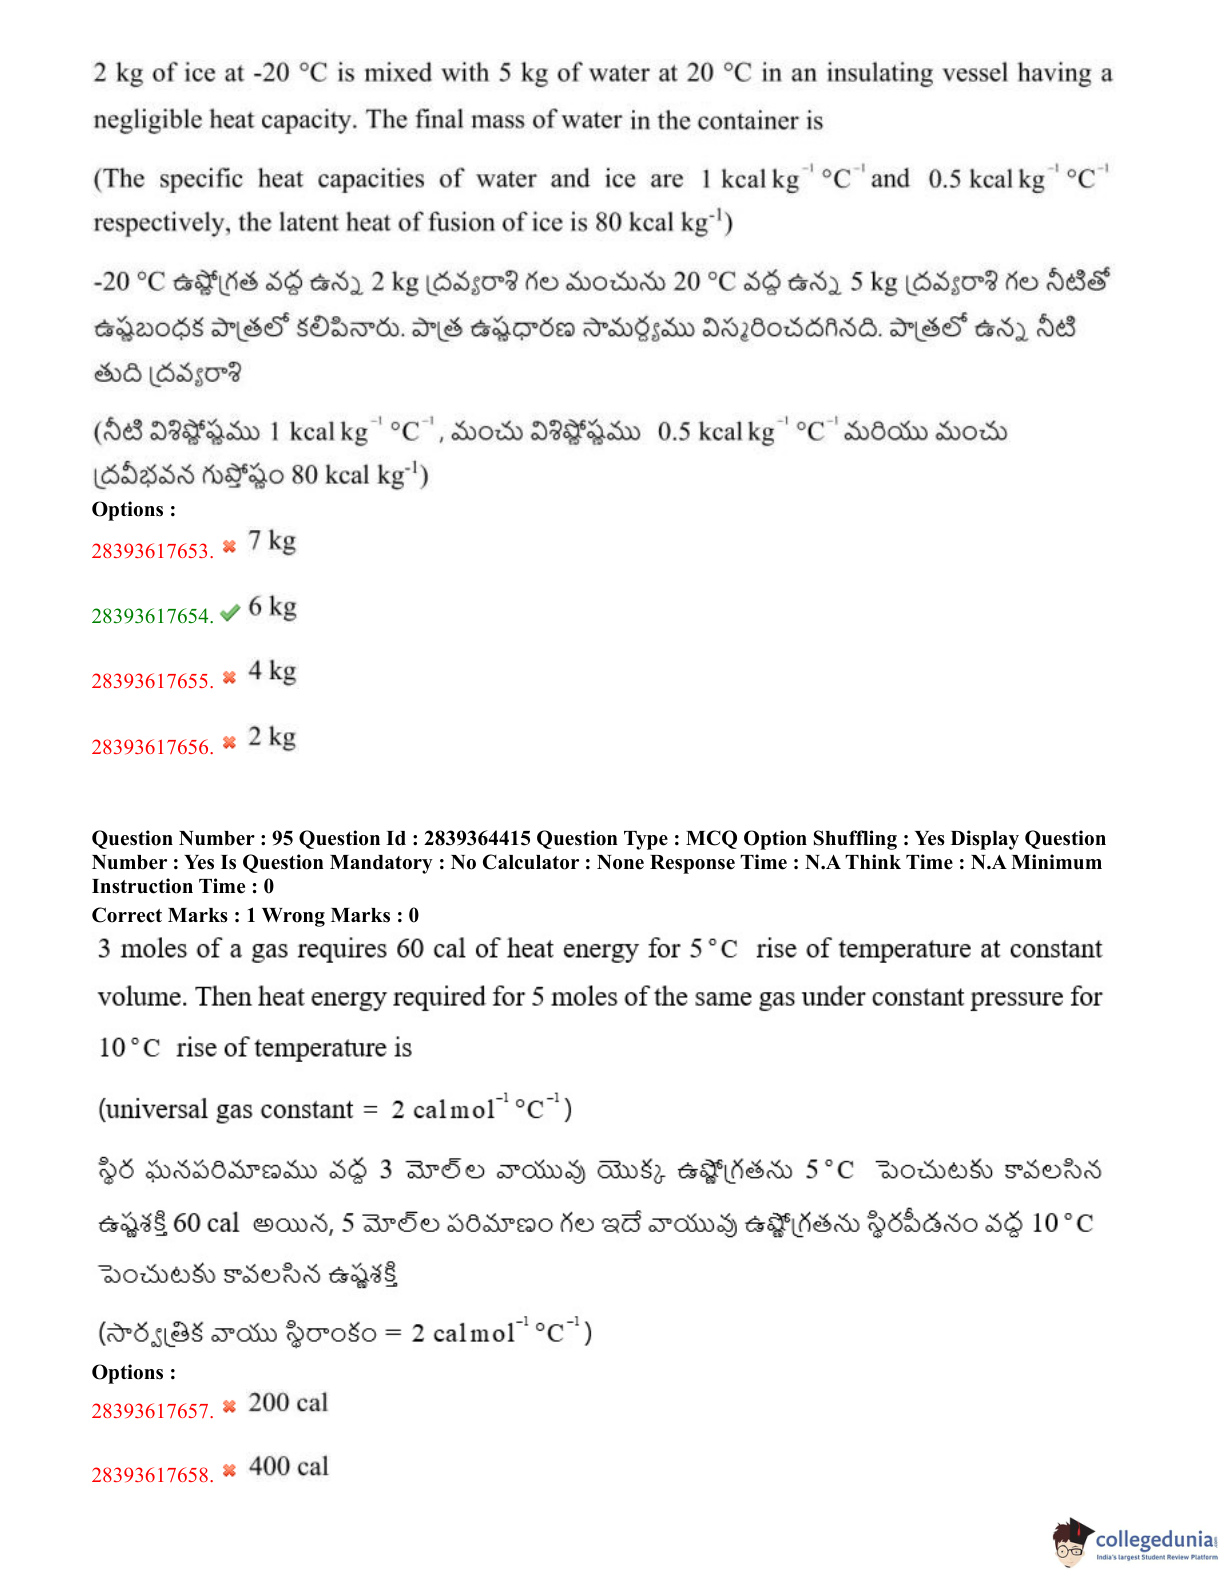 2 kg of ice at -20 °C is mixed with 5 kg of water at 20 °C in an insulating vessel having a
negligible heat capacity. The final mass of water in the container is
(The specific heat capacities of water and ice are 1 kcal kg⁻¹ °C⁻¹ and 0.5 kcal kg⁻¹ °C⁻¹
respectively, the latent heat of fusion of ice is 80 kcal kg⁻¹)
-20 °C ఉష్ణోగ్రత వద్ద ఉన్న 2 kg ద్రవ్యరాశి గల మంచును 20 °C వద్ద ఉన్న 5 kg ద్రవ్యరాశి గల నీటితో
ఉష్ణబంధక పాత్రలో కలిపినారు. పాత్ర ఉష్ణధారణ సామర్థ్యము విస్మరించదగినది. పాత్రలో ఉన్న నీటి
తుది ద్రవ్యరాశి
(నీటి విశిష్టోష్ణము 1 kcal kg⁻¹ °C⁻¹, మంచు విశిష్టోష్ణము 0.5 kcal kg⁻¹ °C⁻¹ మరియు మంచు
ద్రవీభవన గుప్తోష్ణం 80 kcal kg⁻¹)
Options :
28393617653. 7 kg
28393617654. 6 kg
28393617655. 4 kg
28393617656. 2 kg
Question Number : 95 Question Id : 2839364415 Question Type : MCQ Option Shuffling : Yes Display Question
Number : Yes Is Question Mandatory : No Calculator : None Response Time : N.A Think Time : N.A Minimum
Instruction Time : 0
Correct Marks : 1 Wrong Marks : 0
3 moles of a gas requires 60 cal of heat energy for 5°C rise of temperature at constant
volume. Then heat energy required for 5 moles of the same gas under constant pressure for
10°C rise of temperature is
(universal gas constant = 2 cal mol⁻¹ °C⁻¹)
స్థిర ఘనపరిమాణము వద్ద 3 మోల్‌ల వాయువు యొక్క ఉష్ణోగ్రతను 5°C పెంచుటకు కావలసిన
ఉష్ణశక్తి 60 cal అయిన, 5 మోల్‌ల పరిమాణం గల ఇదే వాయువు ఉష్ణోగ్రతను స్థిరపీడనం వద్ద 10°C
పెంచుటకు కావలసిన ఉష్ణశక్తి
(సార్వత్రిక వాయు స్థిరాంకం = 2 cal mol⁻¹ °C⁻¹)
Options :
28393617657. 200 cal
28393617658. 400 cal
collegedunia
India's largest Student Review Platform